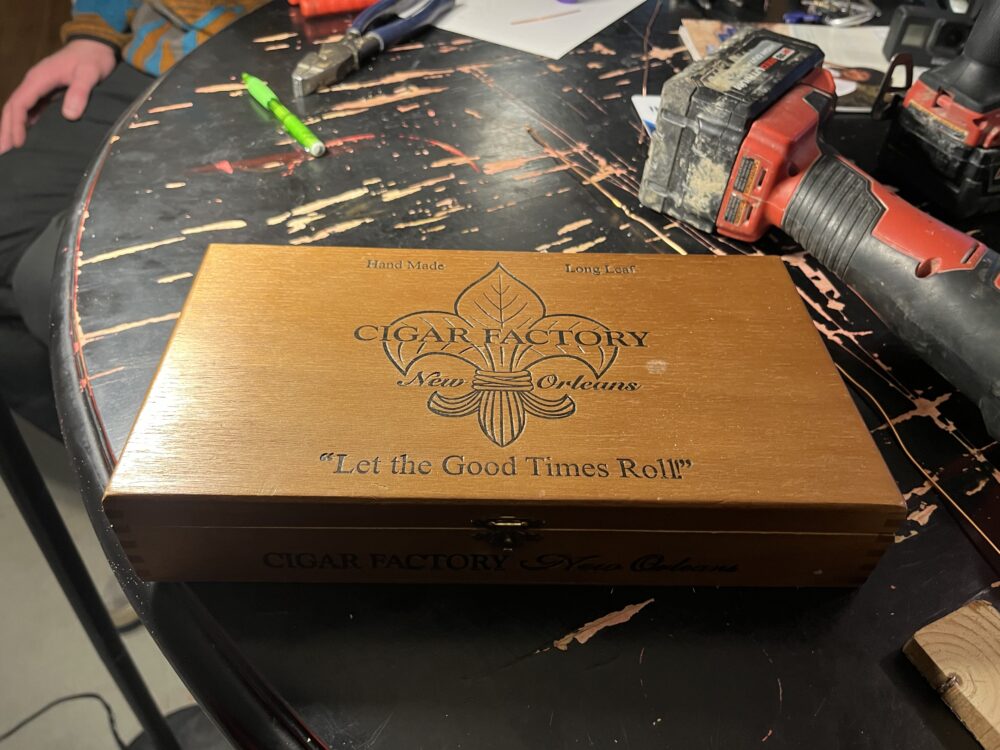 Hand Made Long Leaf
CIGAR FACTORY
New Orleans
“Let the Good Times Roll!”
CIGAR FACTORY New Orleans